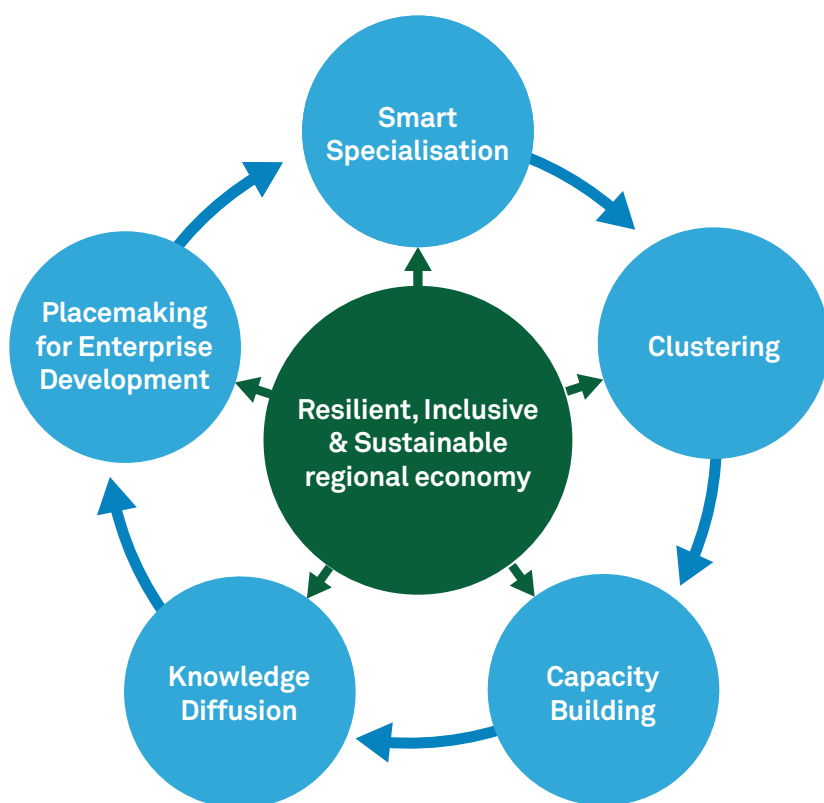 Smart
Specialisation
Clustering
Capacity
Building
Knowledge
Diffusion
Placemaking
for Enterprise
Development
Resilient, Inclusive
& Sustainable
regional economy